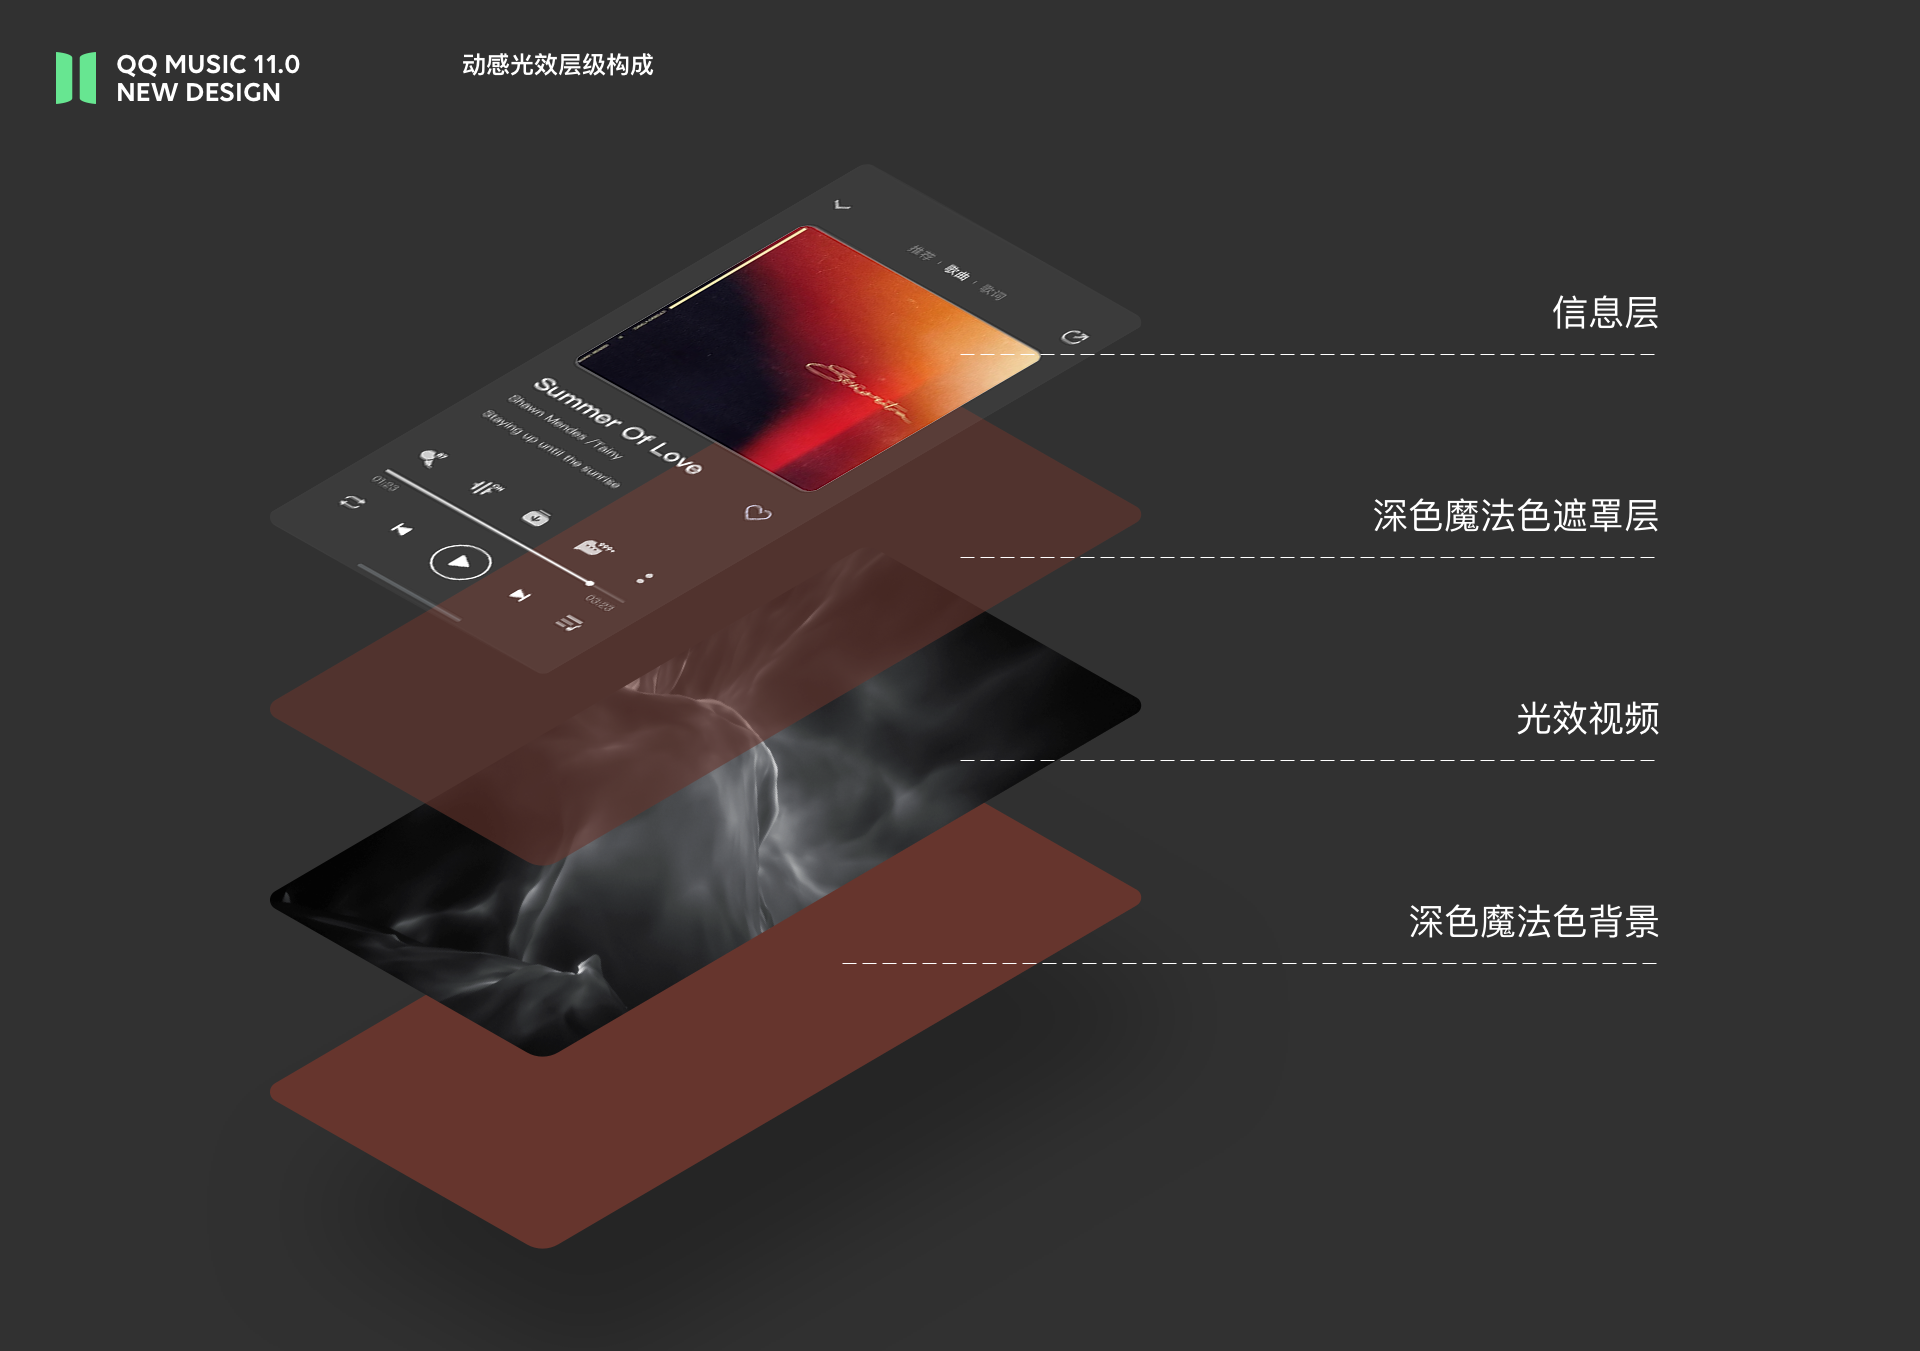 QQ MUSIC 11.0
NEW DESIGN
动感光效层级构成
推荐
歌曲
歌词
Senorita
Summer Of Love
Shawn Mendes / Tainy
Staying up until the sunrise
ON
999+
01:23
03:23
信息层
深色魔法色遮罩层
光效视频
深色魔法色背景